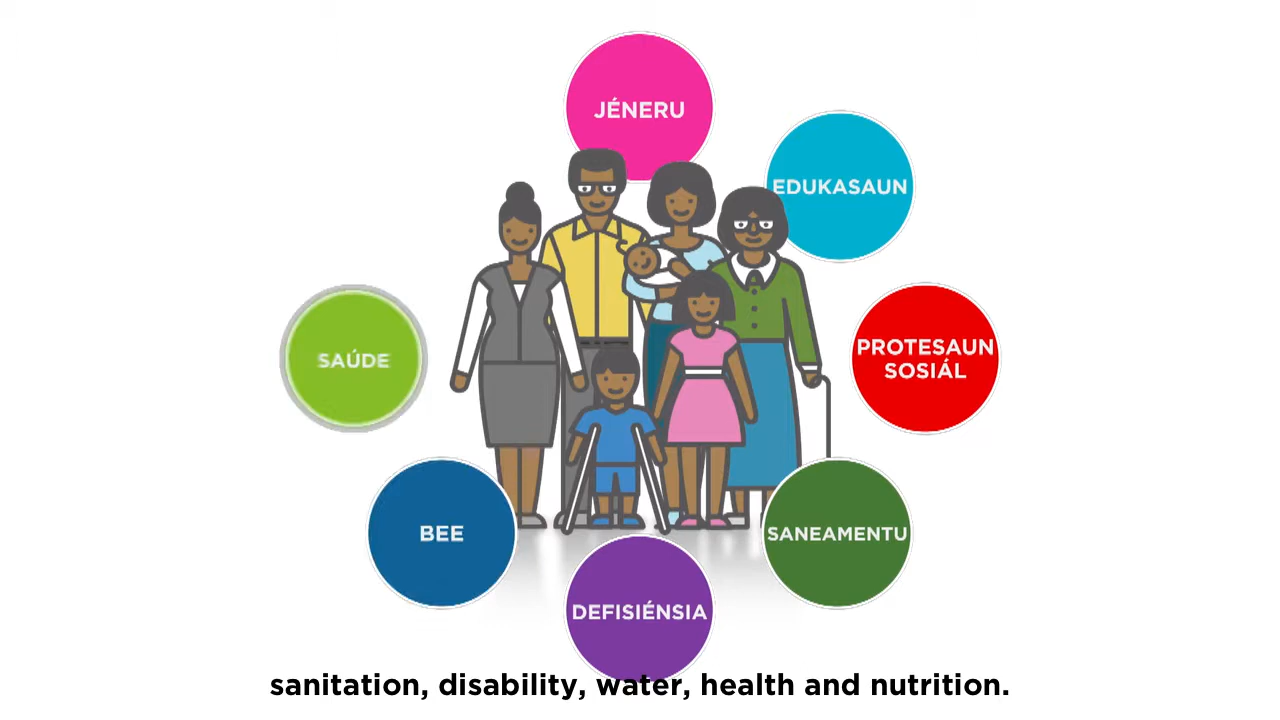 JÉNERU
EDUKASAUN
PROTESAUN
SOSIÁL
SAÚDE
BEE
SANEAMENTU
DEFISIÉNSIA
sanitation, disability, water, health and nutrition.